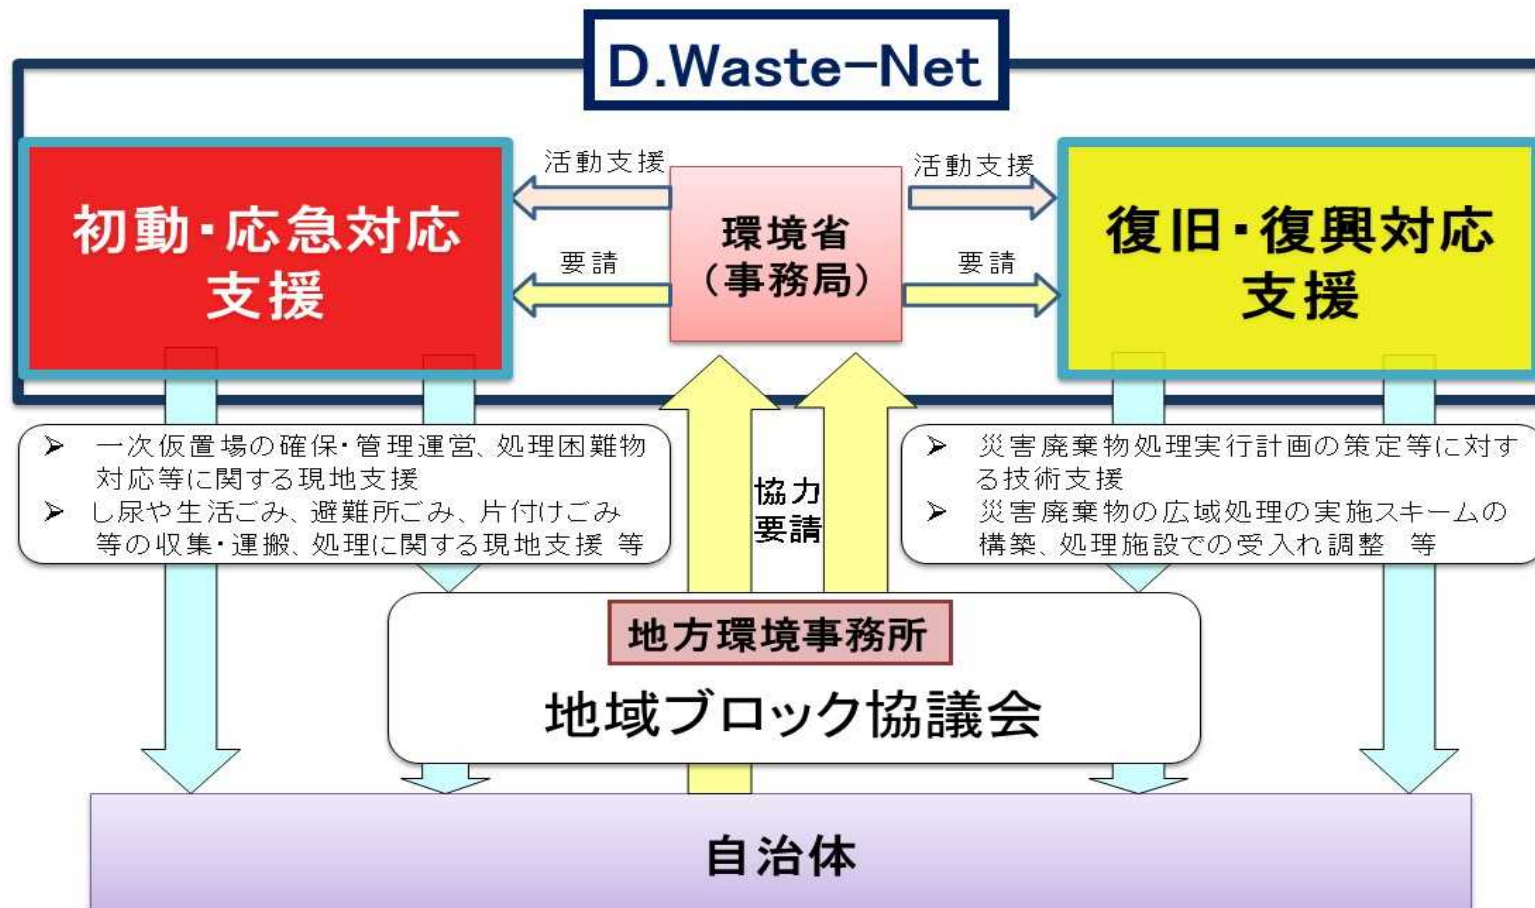 D.Waste-Net
初動・応急対応
支援
活動支援
要請
環境省
(事務局)
活動支援
要請
復旧・復興対応
支援
➢ 一次仮置場の確保・管理運営、処理困難物
対応等に関する現地支援
➢ し尿や生活ごみ、避難所ごみ、片付けごみ
等の収集・運搬、処理に関する現地支援 等
協力
要請
➢ 災害廃棄物処理実行計画の策定等に対す
る技術支援
➢ 災害廃棄物の広域処理の実施スキームの
構築、処理施設での受入れ調整 等
地方環境事務所
地域ブロック協議会
自治体